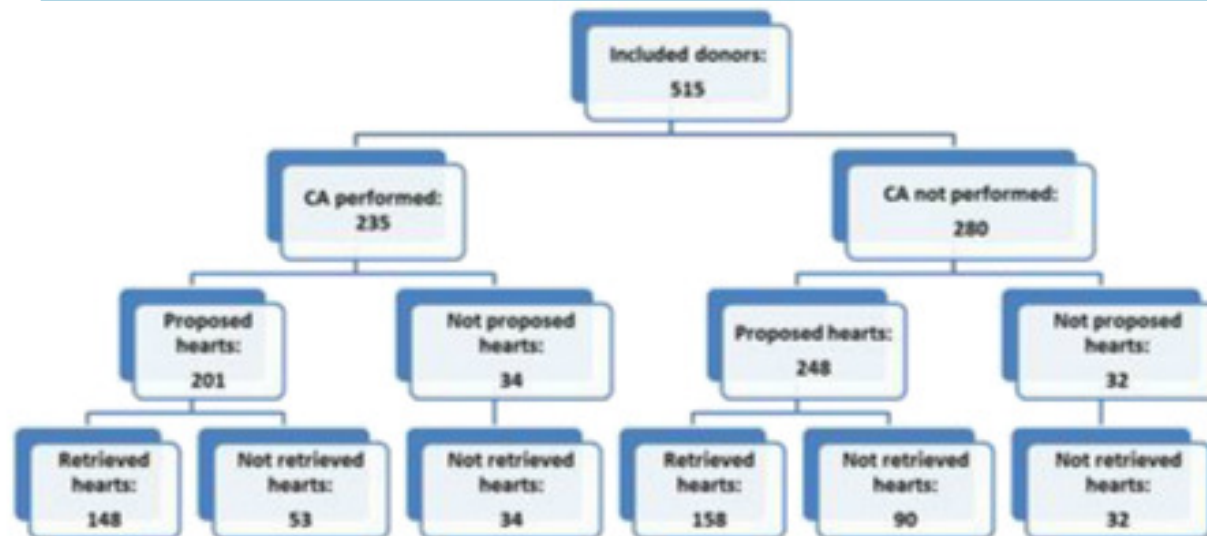 Included donors:
515
CA performed:
235
CA not performed:
280
Proposed
hearts:
201
Not proposed
hearts:
34
Proposed hearts:
248
Not proposed
hearts:
32
Retrieved
hearts:
148
Not retrieved
hearts:
53
Not retrieved
hearts:
34
Retrieved
hearts:
158
Not retrieved
hearts:
90
Not retrieved
hearts:
32